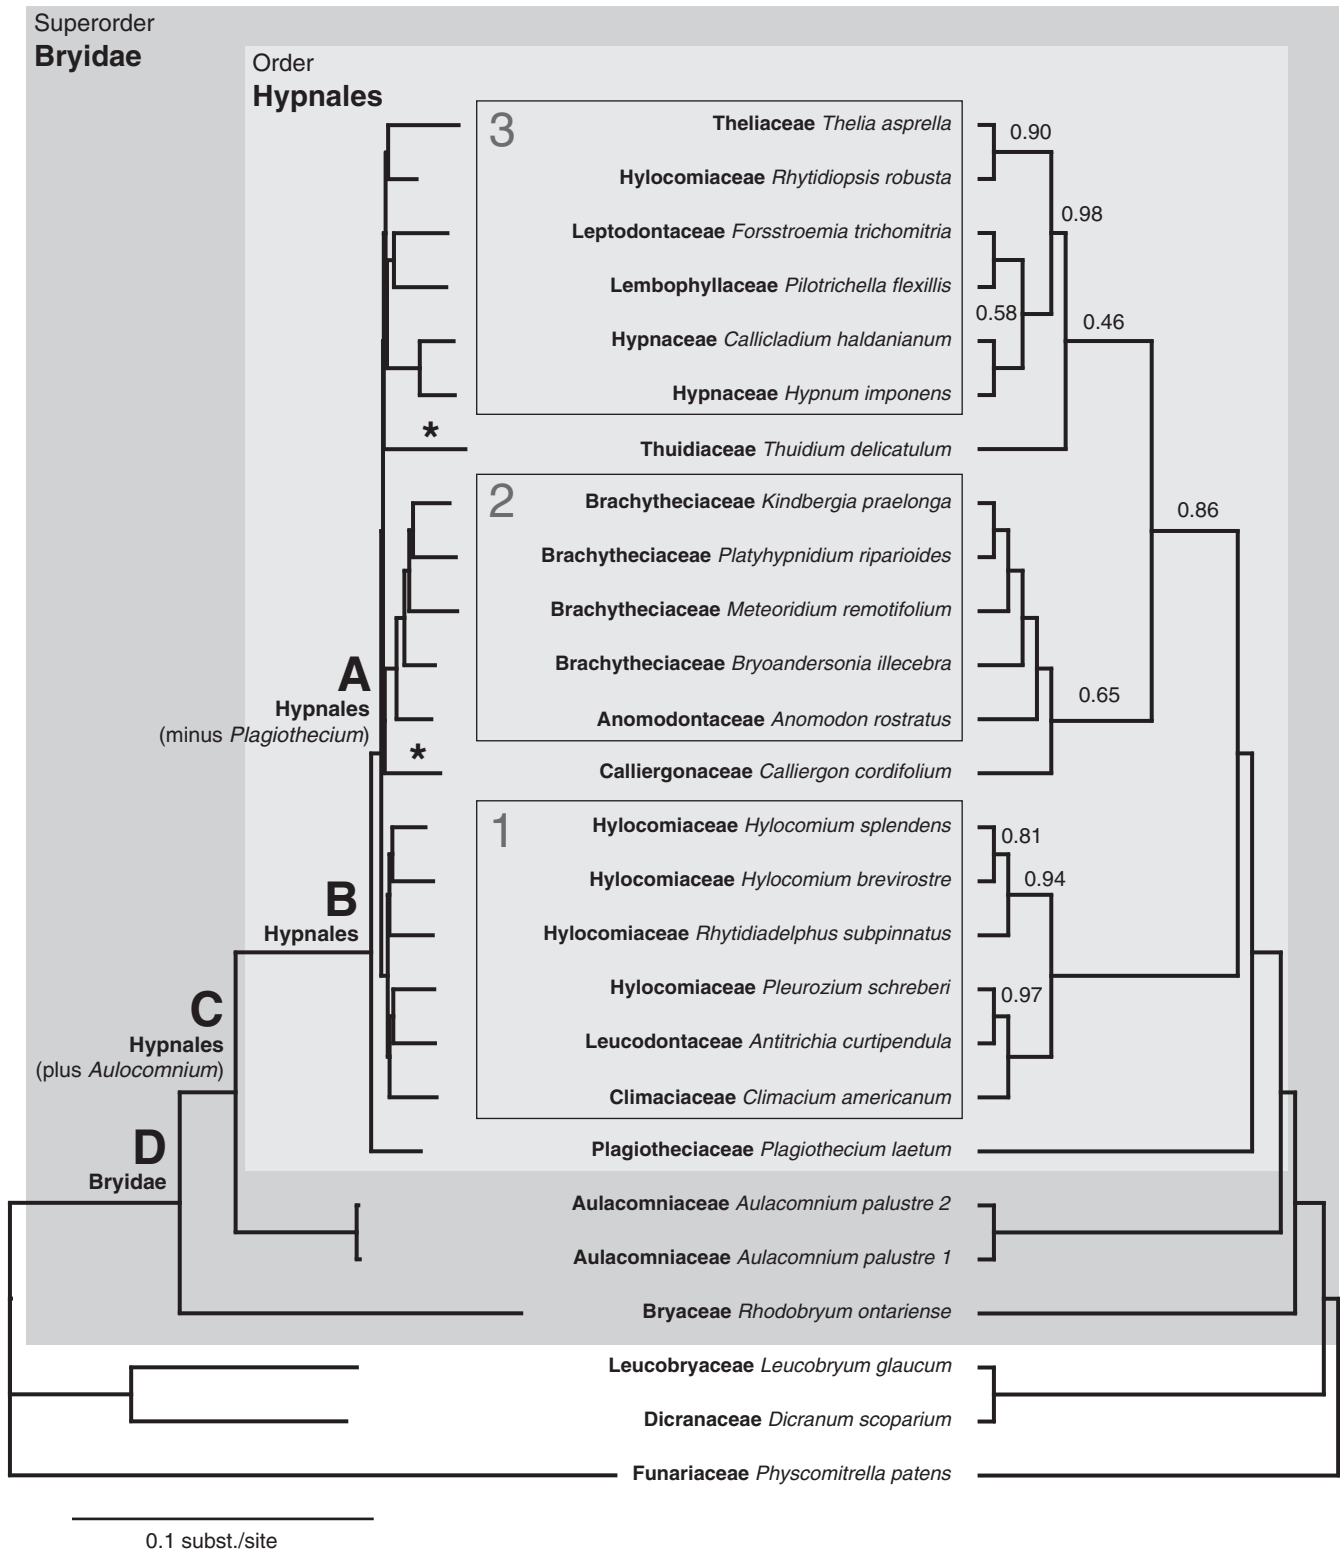 Superorder
Bryidae
Order
Hypnales
3
Theliaceae Thelia asprella
0.90
Hylocomiaceae Rhytidiopsis robusta
0.98
Leptodontaceae Forsstroemia trichomitria
Lembophyllaceae Pilotrichella flexillis
0.58
0.46
Hypnaceae Callicladium haldanianum
Hypnaceae Hypnum imponens
*
Thuidiaceae Thuidium delicatulum
2
Brachytheciaceae Kindbergia praelonga
0.86
Brachytheciaceae Platyhypnidium riparioides
Brachytheciaceae Meteoridium remotifolium
Brachytheciaceae Bryoandersonia illecebra
A
Hypnales
(minus Plagiothecium)
0.65
Anomodontaceae Anomodon rostratus
*
Calliergonaceae Calliergon cordifolium
1
Hylocomiaceae Hylocomium splendens
0.81
Hylocomiaceae Hylocomium brevirostre
0.94
B
Hypnales
Hylocomiaceae Rhytidiadelphus subpinnatus
Hylocomiaceae Pleurozium schreberi
0.97
C
Hypnales
(plus Aulocomnium)
Leucodontaceae Antitrichia curtipendula
Climaciaceae Climacium americanum
D
Bryidae
Plagiotheciaceae Plagiothecium laetum
Aulacomniaceae Aulacomnium palustre 2
Aulacomniaceae Aulacomnium palustre 1
Bryaceae Rhodobryum ontariense
Leucobryaceae Leucobryum glaucum
Dicranaceae Dicranum scoparium
Funariaceae Physcomitrella patens
0.1 subst./site